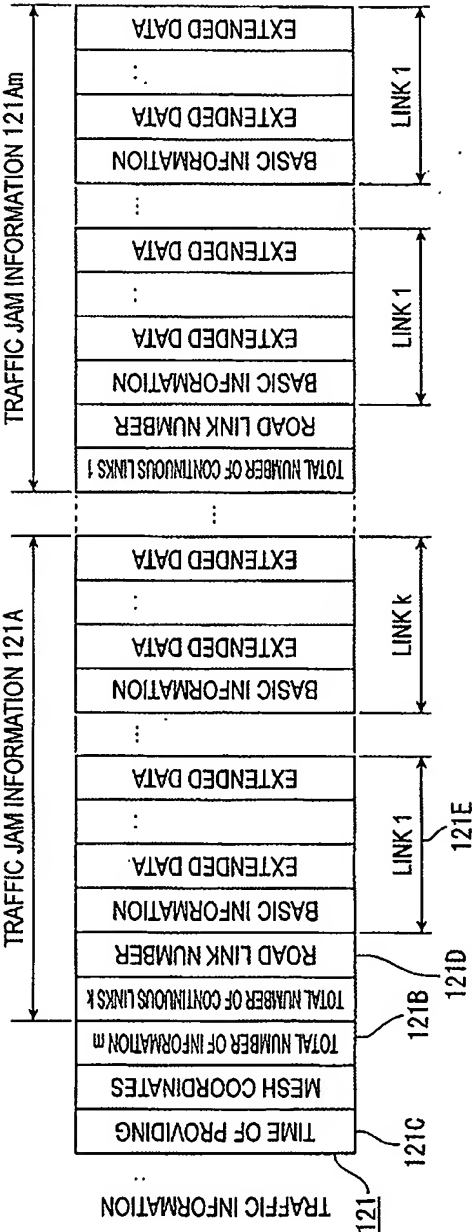 TRAFFIC INFORMATION
121
TRAFFIC JAM INFORMATION 121A
TRAFFIC JAM INFORMATION 121Am
TIME OF PROVIDING
MESH COORDINATES
TOTAL NUMBER OF INFORMATION m
TOTAL NUMBER OF CONTINUOUS LINKS k
ROAD LINK NUMBER
BASIC INFORMATION
EXTENDED DATA
...
EXTENDED DATA
...
BASIC INFORMATION
EXTENDED DATA
...
EXTENDED DATA
...
TOTAL NUMBER OF CONTINUOUS LINKS 1
ROAD LINK NUMBER
BASIC INFORMATION
EXTENDED DATA
...
EXTENDED DATA
...
BASIC INFORMATION
EXTENDED DATA
...
EXTENDED DATA
121C
121B
121D
LINK 1
121E
LINK k
LINK 1
LINK 1